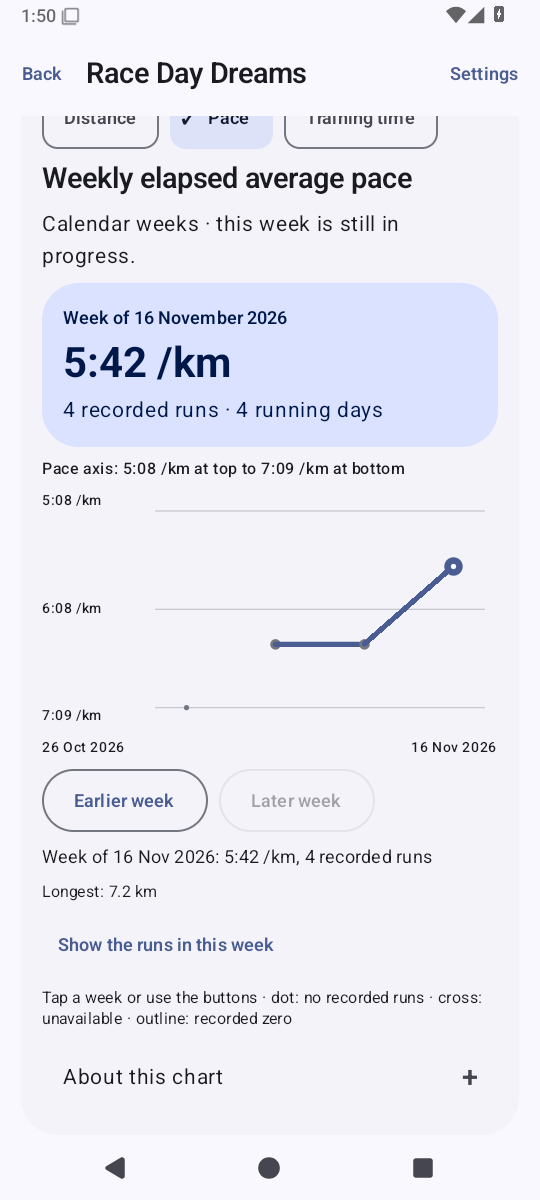 1:50
Back Race Day Dreams Settings
Distance ✓ Pace Training time
Weekly elapsed average pace
Calendar weeks · this week is still in
progress.
Week of 16 November 2026
5:42 /km
4 recorded runs · 4 running days
Pace axis: 5:08 /km at top to 7:09 /km at bottom
5:08 /km
6:08 /km
7:09 /km
26 Oct 2026 16 Nov 2026
Earlier week Later week
Week of 16 Nov 2026: 5:42 /km, 4 recorded runs
Longest: 7.2 km
Show the runs in this week
Tap a week or use the buttons · dot: no recorded runs · cross:
unavailable · outline: recorded zero
About this chart +